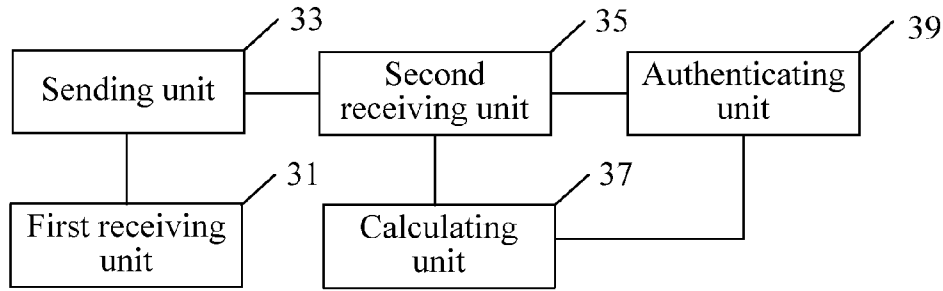 33
35
39
Sending unit
Second
receiving unit
Authenticating
unit
31
37
First receiving
unit
Calculating
unit